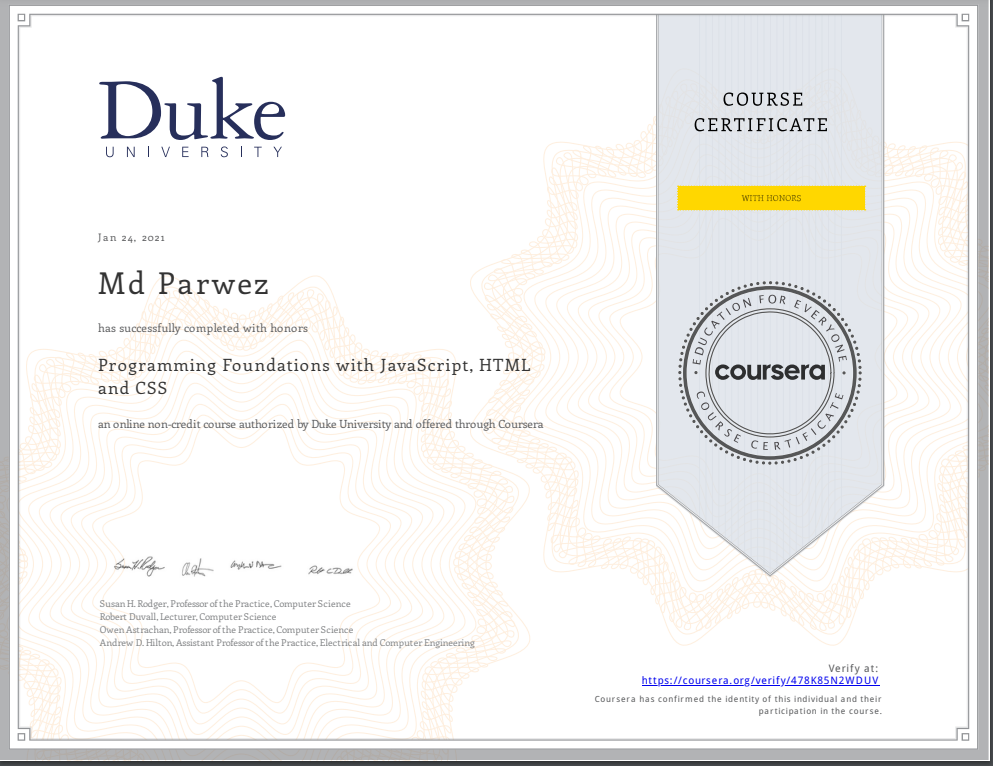 Duke
UNIVERSITY
COURSE
CERTIFICATE
WITH HONORS
Jan 24, 2021
Md Parwez
has successfully completed with honors
Programming Foundations with JavaScript, HTML
and CSS
an online non-credit course authorized by Duke University and offered through Coursera
EDUCATION FOR EVERYONE
coursera
COURSE CERTIFICATE
Susan H. Rodger, Professor of the Practice, Computer Science
Robert Duvall, Lecturer, Computer Science
Owen Astrachan, Professor of the Practice, Computer Science
Andrew D. Hilton, Assistant Professor of the Practice, Electrical and Computer Engineering
Verify at:
https://coursera.org/verify/478K85N2WDUV
Coursera has confirmed the identity of this individual and their
participation in the course.